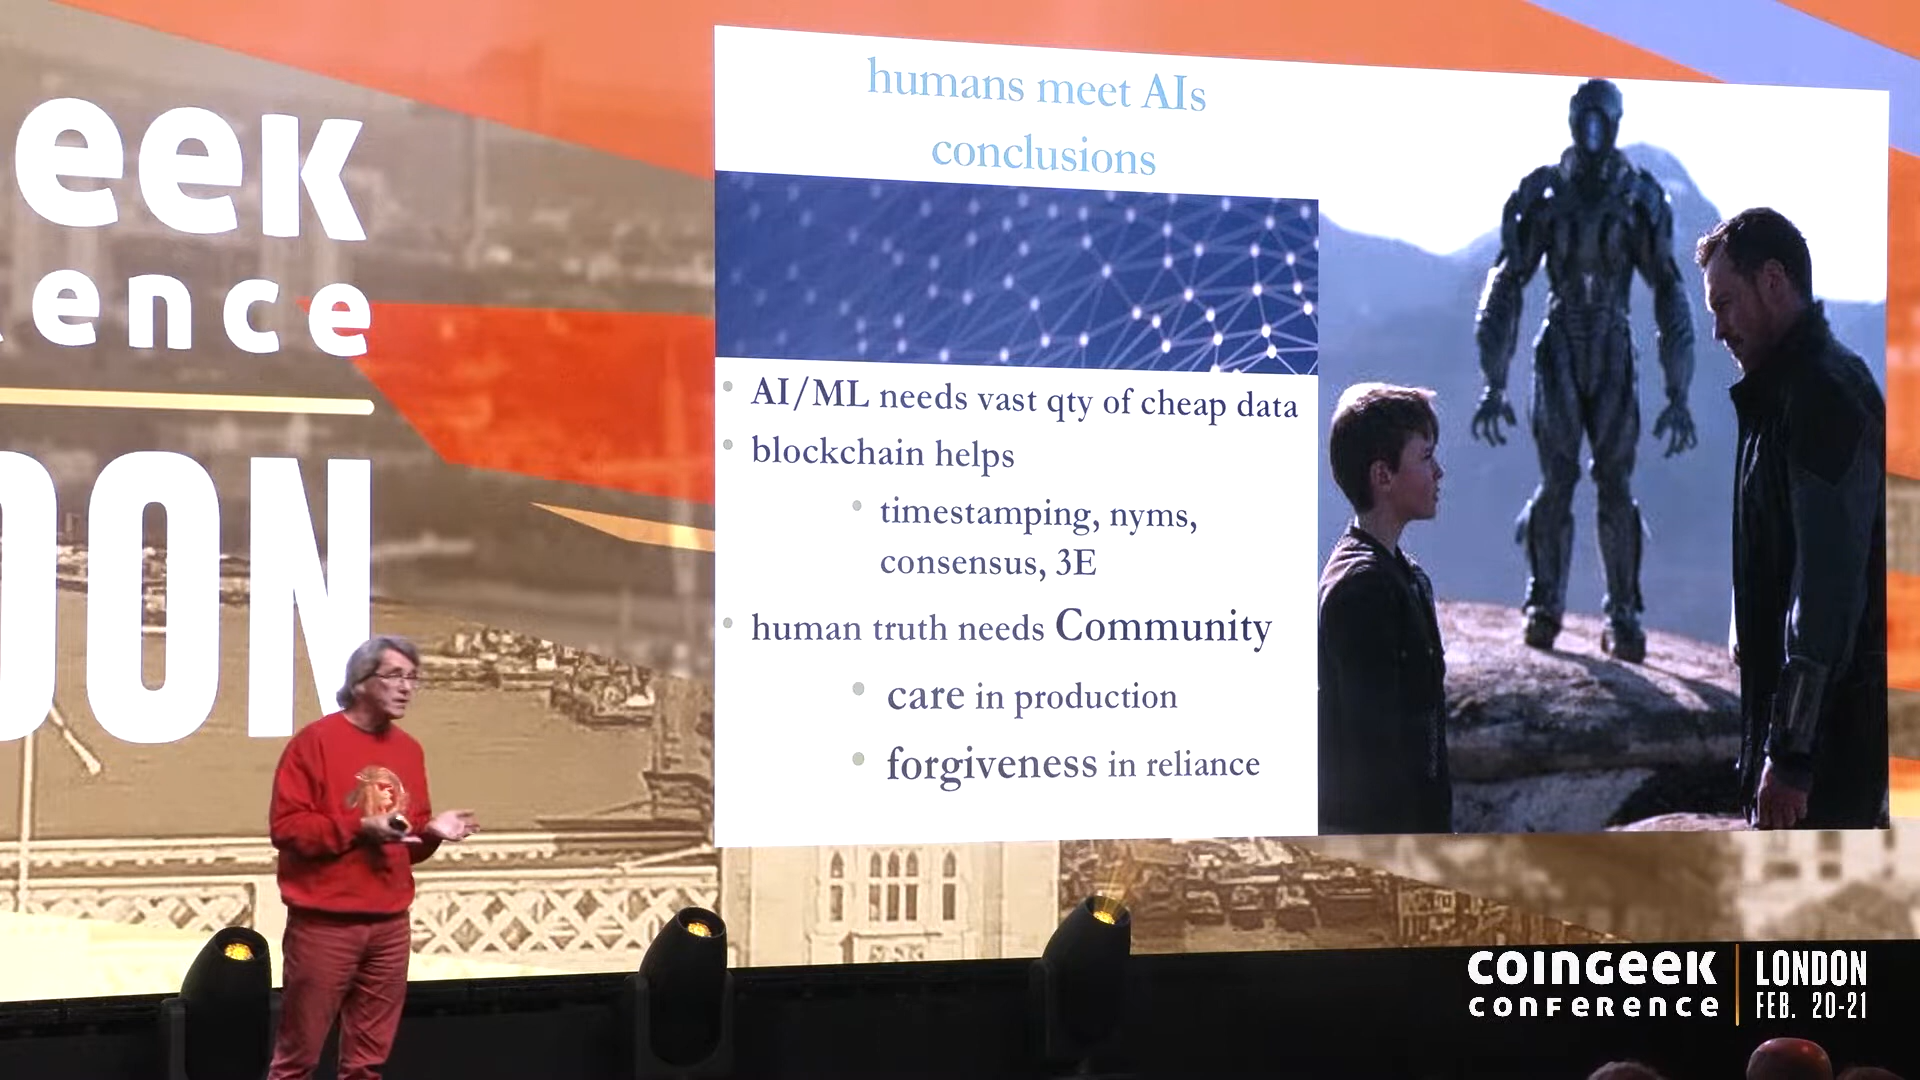 eek
ence
DON
humans meet AIs
conclusions
AI/ML needs vast qty of cheap data
blockchain helps
timestamping, nyms,
consensus, 3E
human truth needs Community
care in production
forgiveness in reliance
COINGEEK
CONFERENCE
LONDON
FEB. 20-21